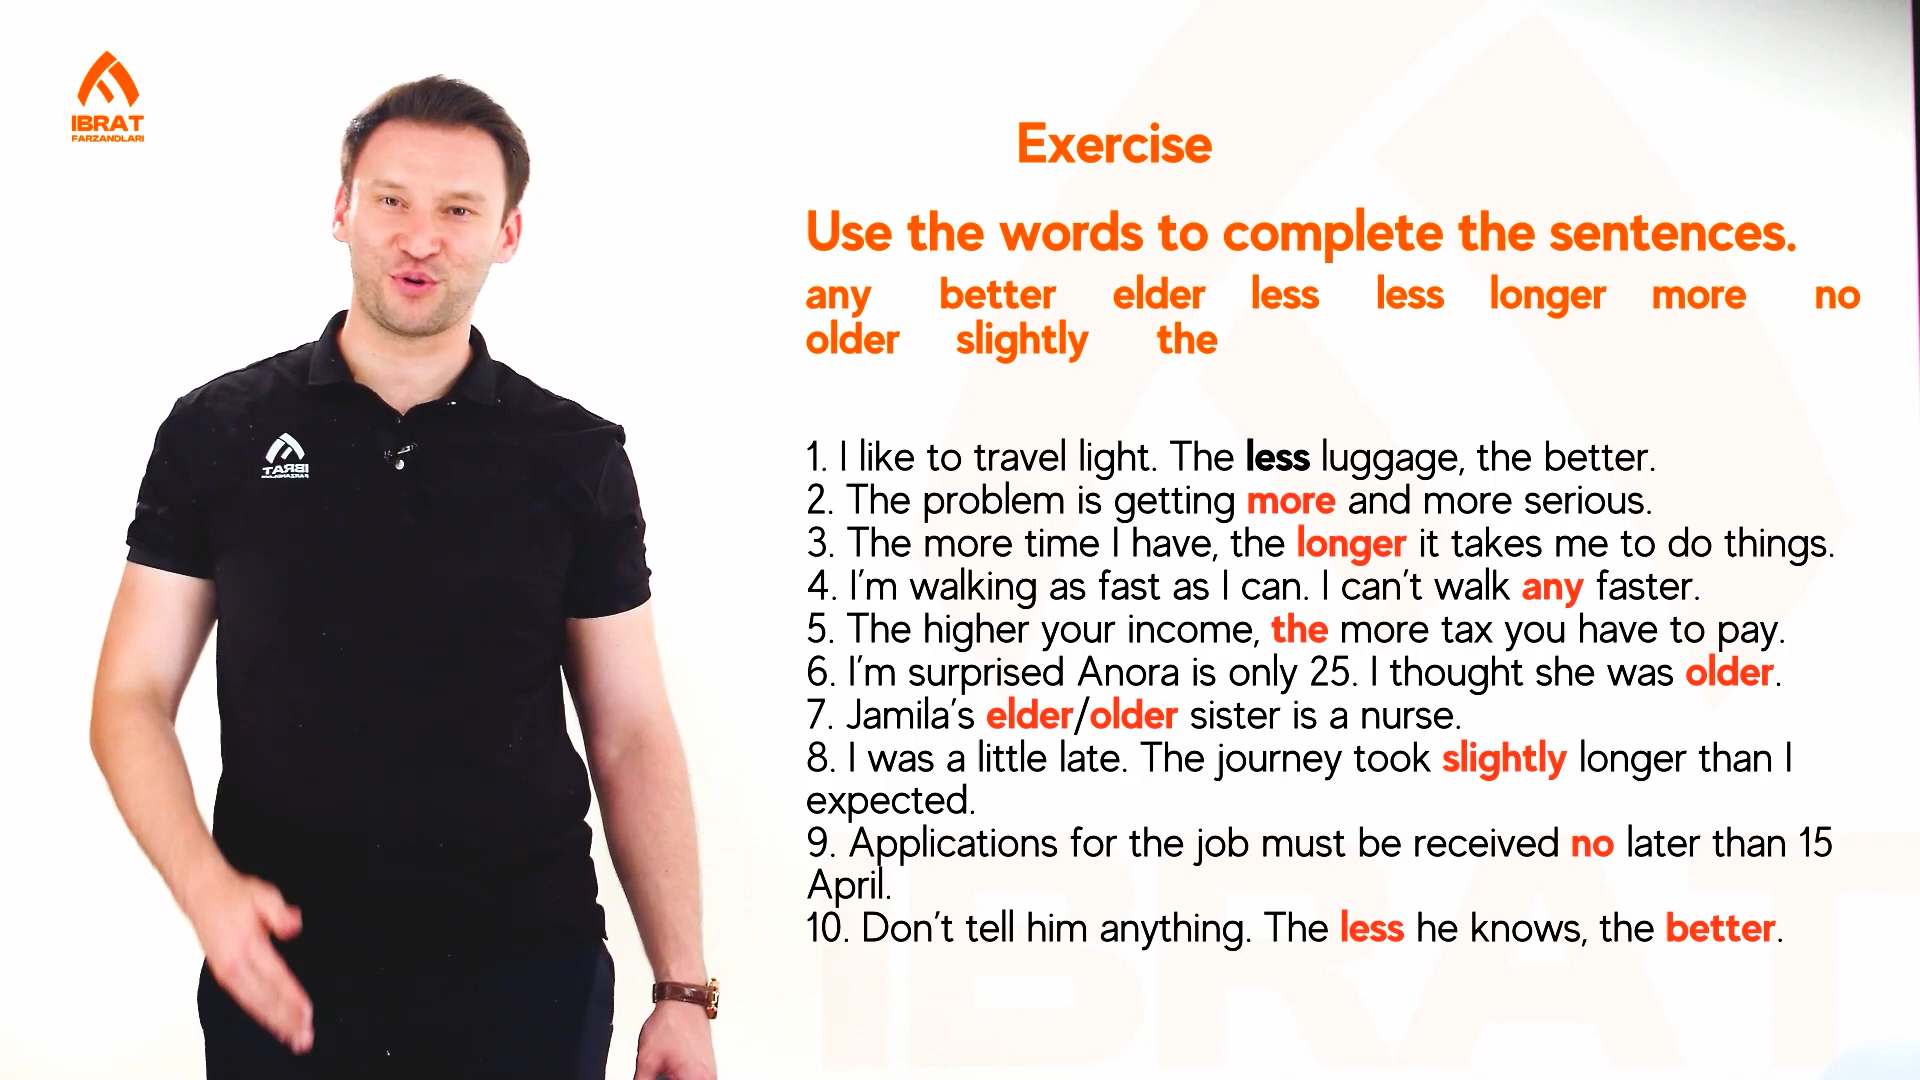 IBRAT
FARZANDLARI
Exercise
Use the words to complete the sentences.
any better elder less less longer more no
older slightly the
1. I like to travel light. The less luggage, the better.
2. The problem is getting more and more serious.
3. The more time I have, the longer it takes me to do things.
4. I'm walking as fast as I can. I can't walk any faster.
5. The higher your income, the more tax you have to pay.
6. I'm surprised Anora is only 25. I thought she was older.
7. Jamila's elder/older sister is a nurse.
8. I was a little late. The journey took slightly longer than I
expected.
9. Applications for the job must be received no later than 15
April.
10. Don't tell him anything. The less he knows, the better.
IBRAT
FARZANDLARI
IBRAT